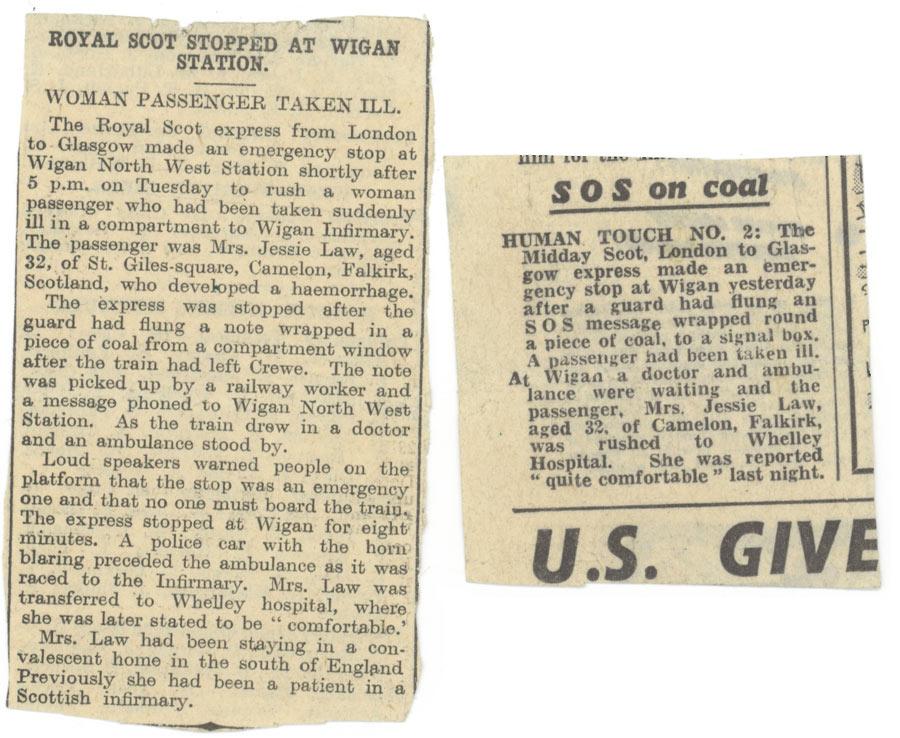 ROYAL SCOT STOPPED AT WIGAN
STATION.
WOMAN PASSENGER TAKEN ILL.
The Royal Scot express from London
to Glasgow made an emergency stop at
Wigan North West Station shortly after
5 p.m. on Tuesday to rush a woman
passenger who had been taken suddenly
ill in a compartment to Wigan Infirmary.
The passenger was Mrs. Jessie Law, aged
32, of St. Giles-square, Camelon, Falkirk,
Scotland, who developed a haemorrhage.
The express was stopped after the
guard had flung a note wrapped in a
piece of coal from a compartment window
after the train had left Crewe. The note
was picked up by a railway worker and
a message phoned to Wigan North West
Station. As the train drew in a doctor
and an ambulance stood by.
Loud speakers warned people on the
platform that the stop was an emergency
one and that no one must board the train.
The express stopped at Wigan for eight
minutes. A police car with the horn
blaring preceded the ambulance as it was
raced to the Infirmary. Mrs. Law was
transferred to Whelley hospital, where
she was later stated to be " comfortable.'
Mrs. Law had been staying in a con-
valescent home in the south of England
Previously she had been a patient in a
Scottish infirmary.
him for the
SOS on coal
HUMAN TOUCH NO. 2: The
Midday Scot, London to Glas-
gow express made an emer-
gency stop at Wigan yesterday
after a guard had flung an
SOS message wrapped round
a piece of coal, to a signal box.
A passenger had been taken ill.
At Wigan a doctor and ambu-
lance were waiting and the
passenger, Mrs. Jessie Law,
aged 32, of Camelon, Falkirk,
was rushed to Whelley
Hospital. She was reported
" quite comfortable " last night.
U.S. GIVE